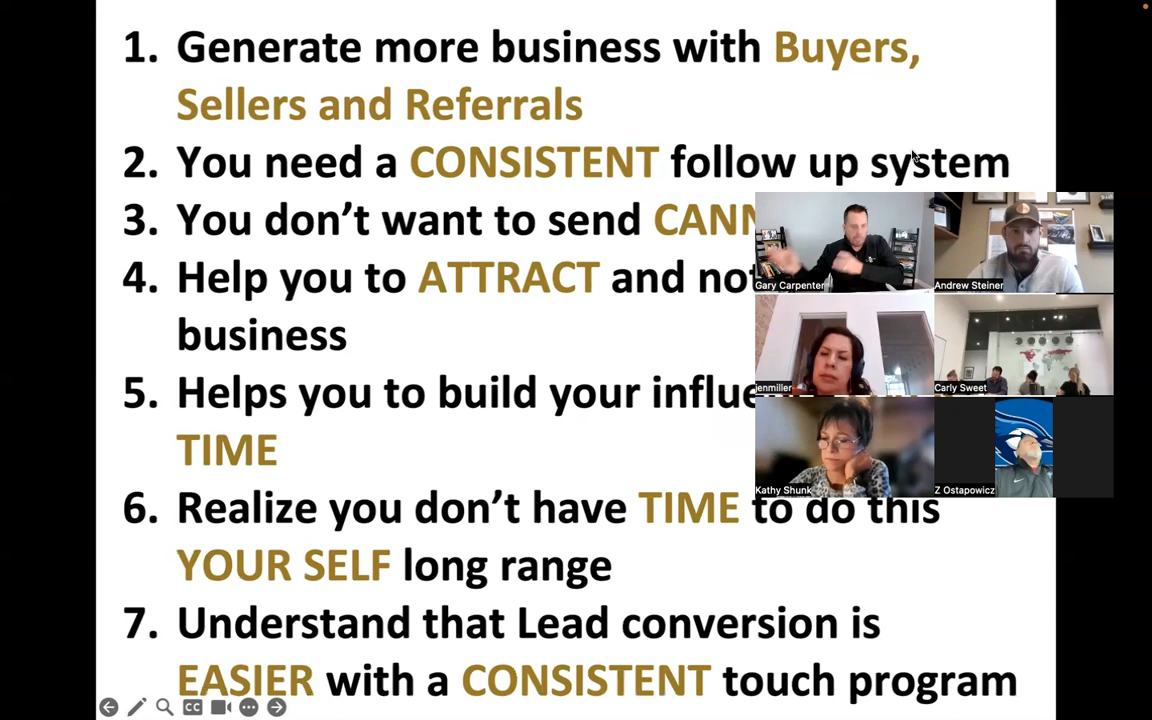 1. Generate more business with Buyers,
Sellers and Referrals
2. You need a CONSISTENT follow up system
3. You don’t want to send
4. Help you to ATTRACT and not
business
5. Helps you to build your
TIME
6. Realize you don’t have TIME to do this
YOUR SELF long range
7. Understand that Lead conversion is
EASIER with a CONSISTENT touch program
Gary Carpenter
Andrew Steiner
jenmiller
Carly Sweet
Kathy Shunk
Z Ostapowicz
CC